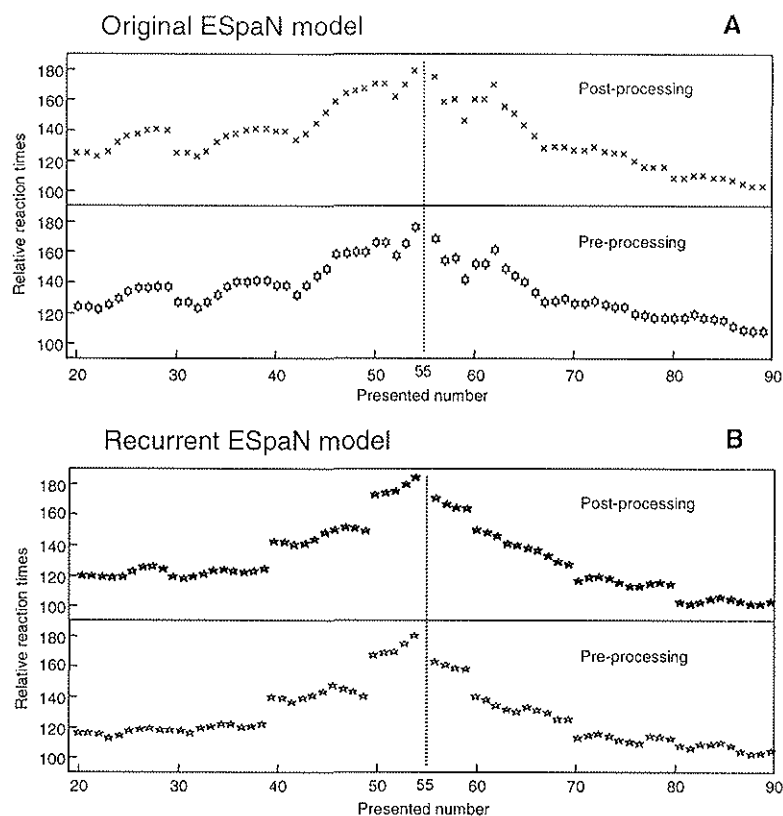 Original ESpaN model A
180
160
140
120
100
Post-processing
180
160
140
120
100
Pre-processing
Relative reaction times
20 30 40 50 55 60 70 80 90
Presented number
Recurrent ESpaN model B
180
160
140
120
100
Post-processing
180
160
140
120
100
Pre-processing
Relative reaction times
20 30 40 50 55 60 70 80 90
Presented number